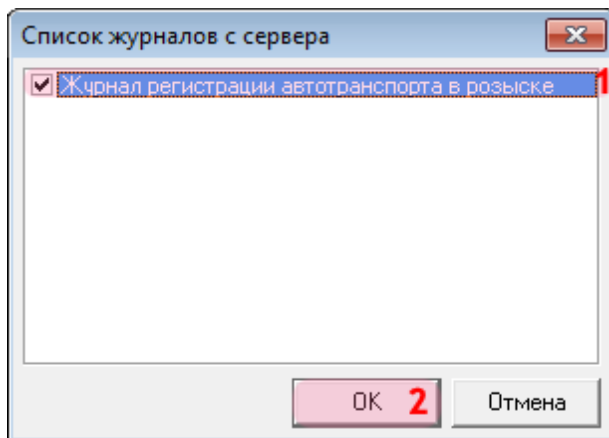 Список журналов с сервера
Журнал регистрации автотранспорта в розыске 1
OK 2 Отмена